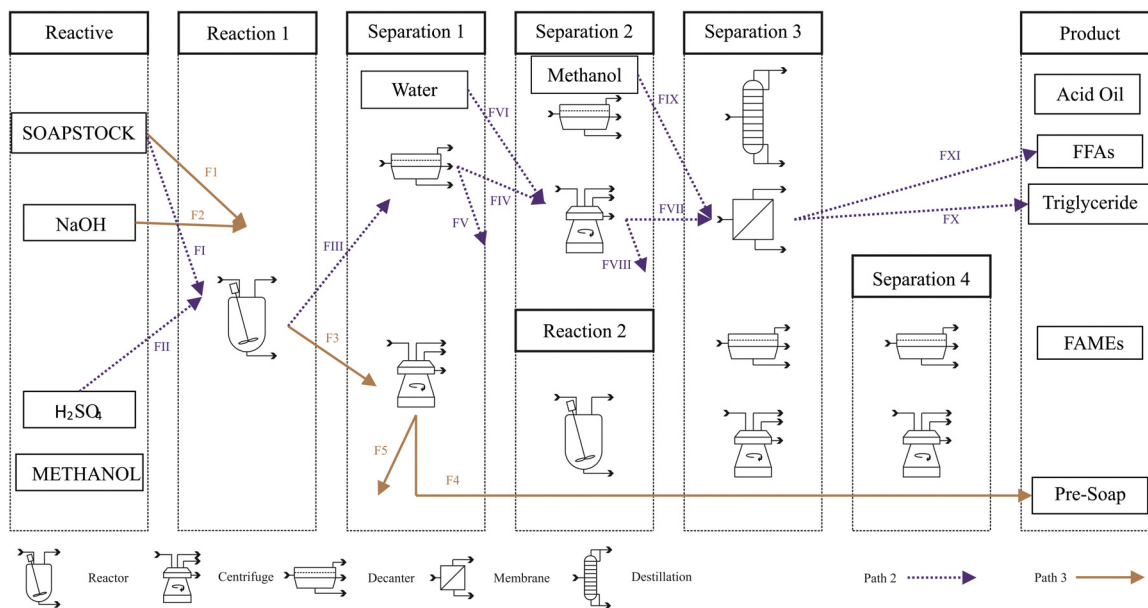 Reactive
Reaction 1
Separation 1
Separation 2
Separation 3
Product
Water
Methanol
Acid Oil
SOAPSTOCK
FFAs
NaOH
Triglyceride
F1
F2
FI
FII
FIII
F3
FVI
FIV
FV
FIX
FVII
FVIII
FXI
FX
Separation 4
Reaction 2
FAMEs
H₂SO₄
METHANOL
F5
F4
Pre-Soap
Reactor
Centrifuge
Decanter
Membrane
Destillation
Path 2
Path 3